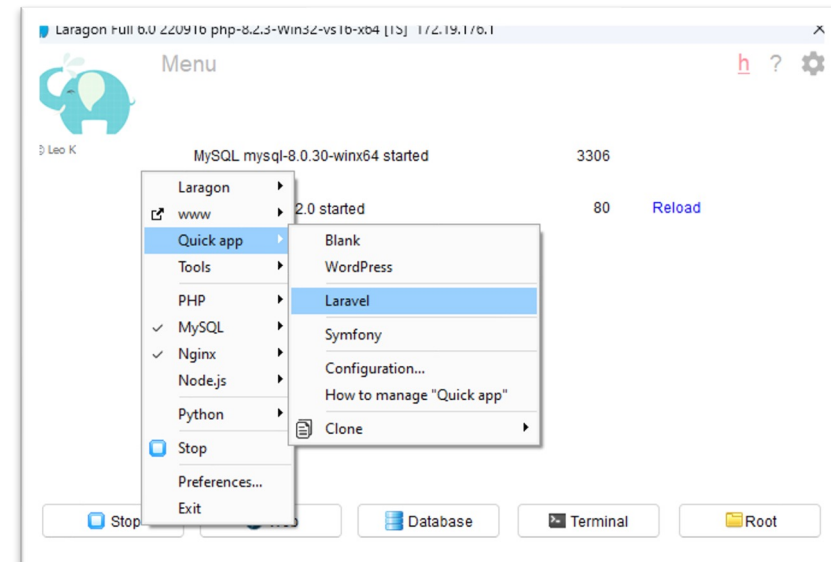 Laragon Full 6.0 220916 php-8.2.3-Win32-vs16-x64 [TS] 172.19.176.1
Menu
h ?
Leo K
MySQL mysql-8.0.30-winx64 started 3306
2.0 started 80 Reload
Laragon
www
Quick app
Tools
PHP
MySQL
Nginx
Node.js
Python
Stop
Preferences...
Exit
Blank
WordPress
Laravel
Symfony
Configuration...
How to manage "Quick app"
Clone
Stop
Database
Terminal
Root